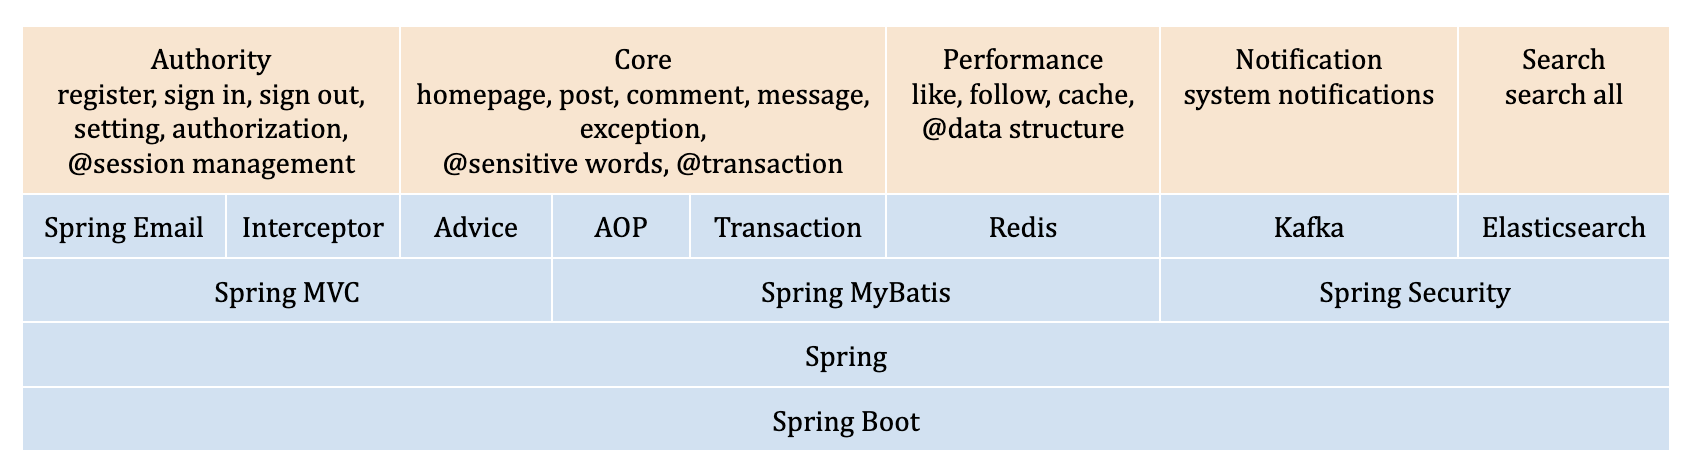 Authority
register, sign in, sign out,
setting, authorization,
@session management
Core
homepage, post, comment, message,
exception,
@sensitive words, @transaction
Performance
like, follow, cache,
@data structure
Notification
system notifications
Search
search all
Spring Email
Interceptor
Advice
AOP
Transaction
Redis
Kafka
Elasticsearch
Spring MVC
Spring MyBatis
Spring Security
Spring
Spring Boot